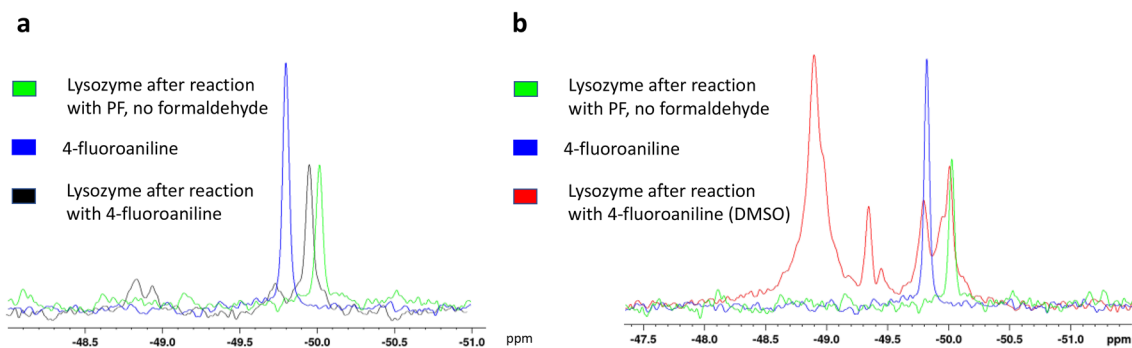 a
Lysozyme after reaction
with PF, no formaldehyde
4-fluoroaniline
Lysozyme after reaction
with 4-fluoroaniline
-48.5 -49.0 -49.5 -50.0 -50.5 -51.0 ppm
b
Lysozyme after reaction
with PF, no formaldehyde
4-fluoroaniline
Lysozyme after reaction
with 4-fluoroaniline (DMSO)
-47.5 -48.0 -48.5 -49.0 -49.5 -50.0 -50.5 -51.0 ppm